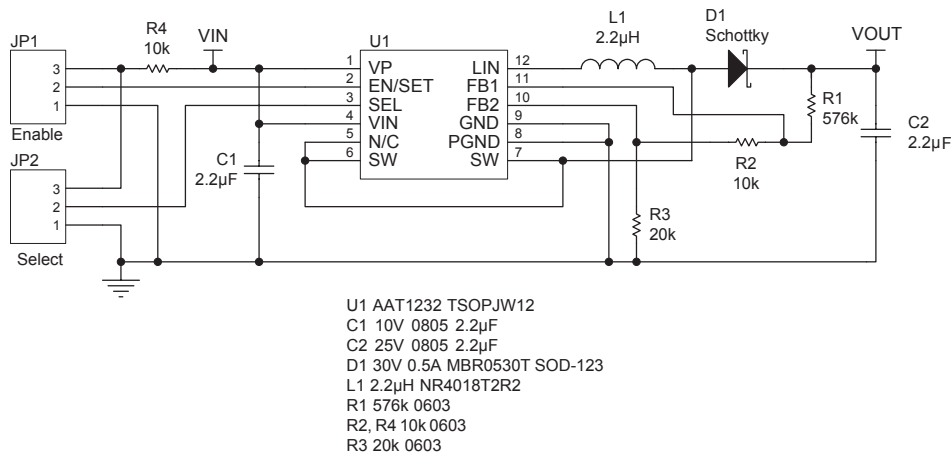 JP1
3
2
1
Enable
JP2
3
2
1
Select
R4
10k
VIN
C1
2.2μF
U1
1 VP
2 EN/SET
3 SEL
4 VIN
5 N/C
6 SW
LIN 12
FB1 11
FB2 10
GND 9
PGND 8
SW 7
L1
2.2μH
D1
Schottky
VOUT
R1
576k
C2
2.2μF
R2
10k
R3
20k
U1 AAT1232 TSOPJW12
C1 10V 0805 2.2μF
C2 25V 0805 2.2μF
D1 30V 0.5A MBR0530T SOD-123
L1 2.2μH NR4018T2R2
R1 576k 0603
R2, R4 10k 0603
R3 20k 0603